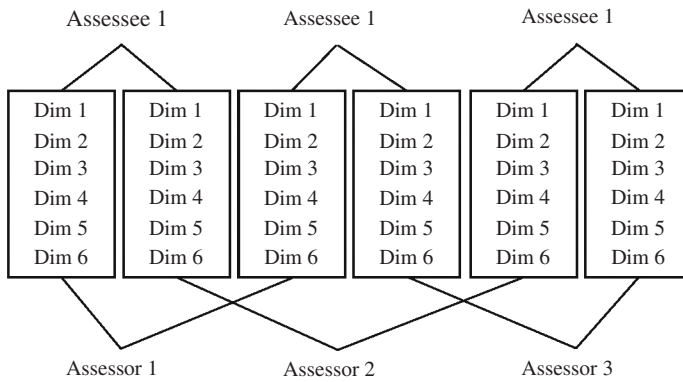 Assessee 1 Assessee 1 Assessee 1
Dim 1 Dim 1 Dim 1 Dim 1 Dim 1 Dim 1
Dim 2 Dim 2 Dim 2 Dim 2 Dim 2 Dim 2
Dim 3 Dim 3 Dim 3 Dim 3 Dim 3 Dim 3
Dim 4 Dim 4 Dim 4 Dim 4 Dim 4 Dim 4
Dim 5 Dim 5 Dim 5 Dim 5 Dim 5 Dim 5
Dim 6 Dim 6 Dim 6 Dim 6 Dim 6 Dim 6
Assessor 1 Assessor 2 Assessor 3